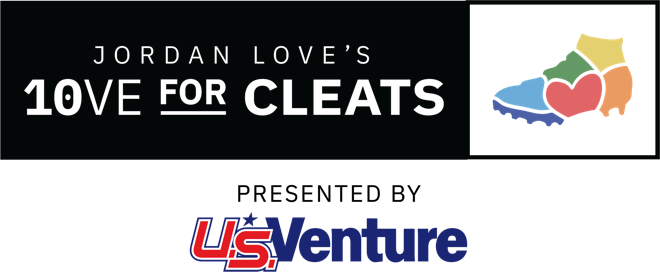 JORDAN LOVE'S
10VE FOR CLEATS
PRESENTED BY
U.S. Venture